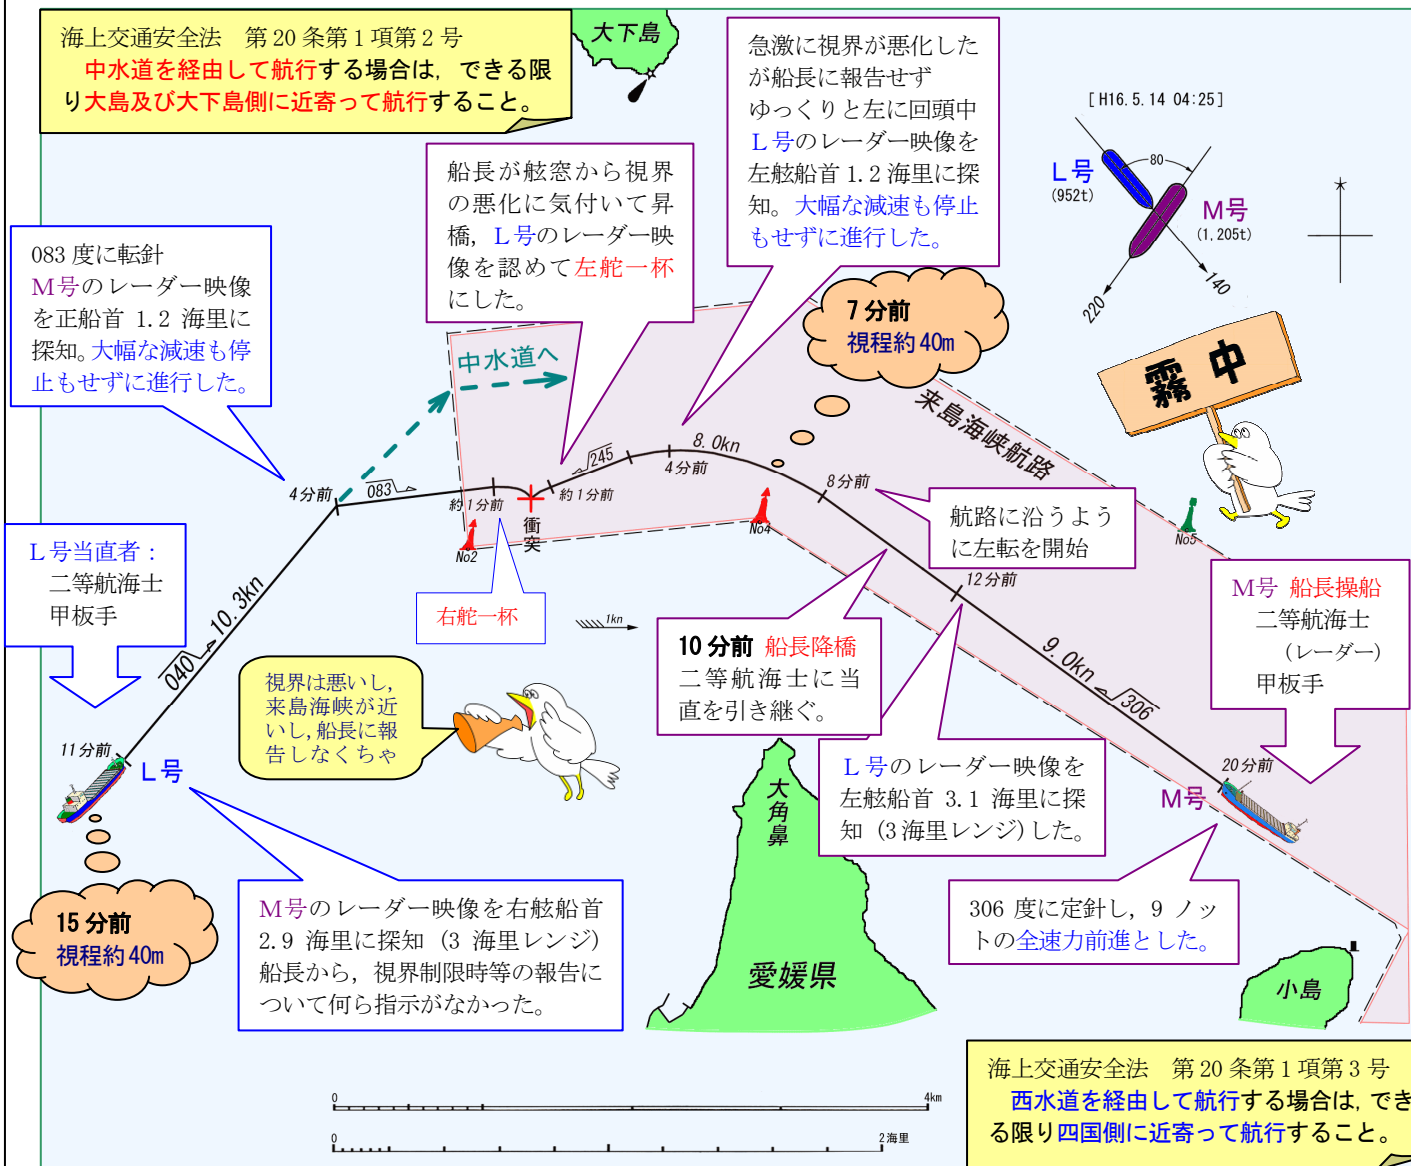 海上交通安全法　第20条第1項第2号
中水道を経由して航行する場合は，できる限
り大島及び大下島側に近寄って航行すること。
大下島
急激に視界が悪化した
が船長に報告せず
ゆっくりと左に回頭中
Ｌ号のレーダー映像を
左舷船首1.2海里に探
知。大幅な減速も停止
もせずに進行した。
[H16.5.14 04:25]
80
Ｌ号
(952t)
Ｍ号
(1,205t)
140
220
船長が舷窓から視界
の悪化に気付いて昇
橋，Ｌ号のレーダー映
像を認めて左舵一杯
にした。
083度に転針
Ｍ号のレーダー映像
を正船首1.2海里に
探知。大幅な減速も停
止もせずに進行した。
7分前
視程約40m
霧中
中水道へ
来島海峡航路
4分前
083
約1分前
衝突
約1分前
245
4分前
8.0kn
8分前
No2
No4
No5
航路に沿うよう
に左転を開始
Ｌ号当直者：
二等航海士
甲板手
10.3kn
040
右舵一杯
1kn
12分前
Ｍ号 船長操船
二等航海士
（レーダー）
甲板手
10分前 船長降橋
二等航海士に当
直を引き継ぐ。
9.0kn
306
視界は悪いし，
来島海峡が近
いし，船長に報
告しなくちゃ
11分前
Ｌ号
20分前
Ｍ号
Ｌ号のレーダー映像を
左舷船首3.1海里に探
知（3海里レンジ）した。
大角鼻
15分前
視程約40m
Ｍ号のレーダー映像を右舷船首
2.9海里に探知（3海里レンジ）
船長から，視界制限時等の報告に
ついて何ら指示がなかった。
306度に定針し，9ノッ
トの全速力前進とした。
愛媛県
小島
海上交通安全法　第20条第1項第3号
西水道を経由して航行する場合は，でき
る限り四国側に近寄って航行すること。
0
4km
0
2海里